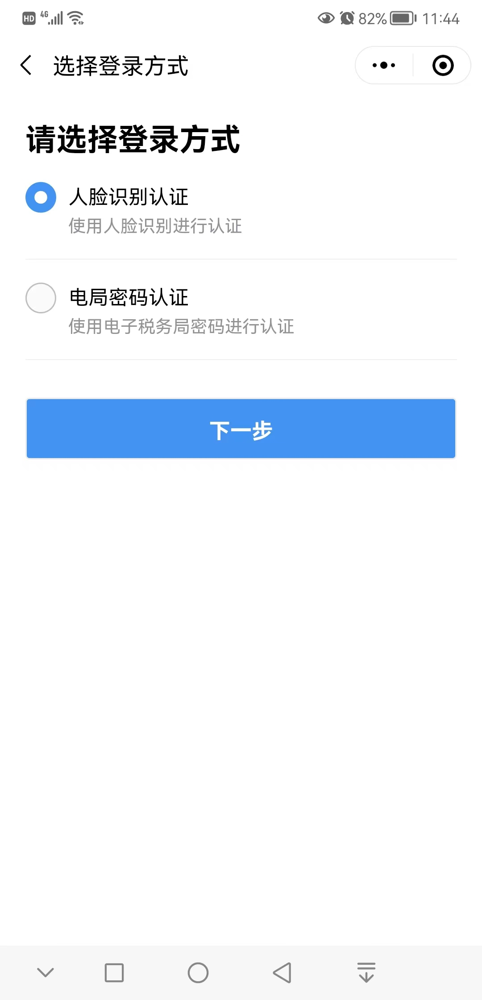 HD 4G 82% 11:44
选择登录方式
请选择登录方式
人脸识别认证
使用人脸识别进行认证
电局密码认证
使用电子税务局密码进行认证
下一步